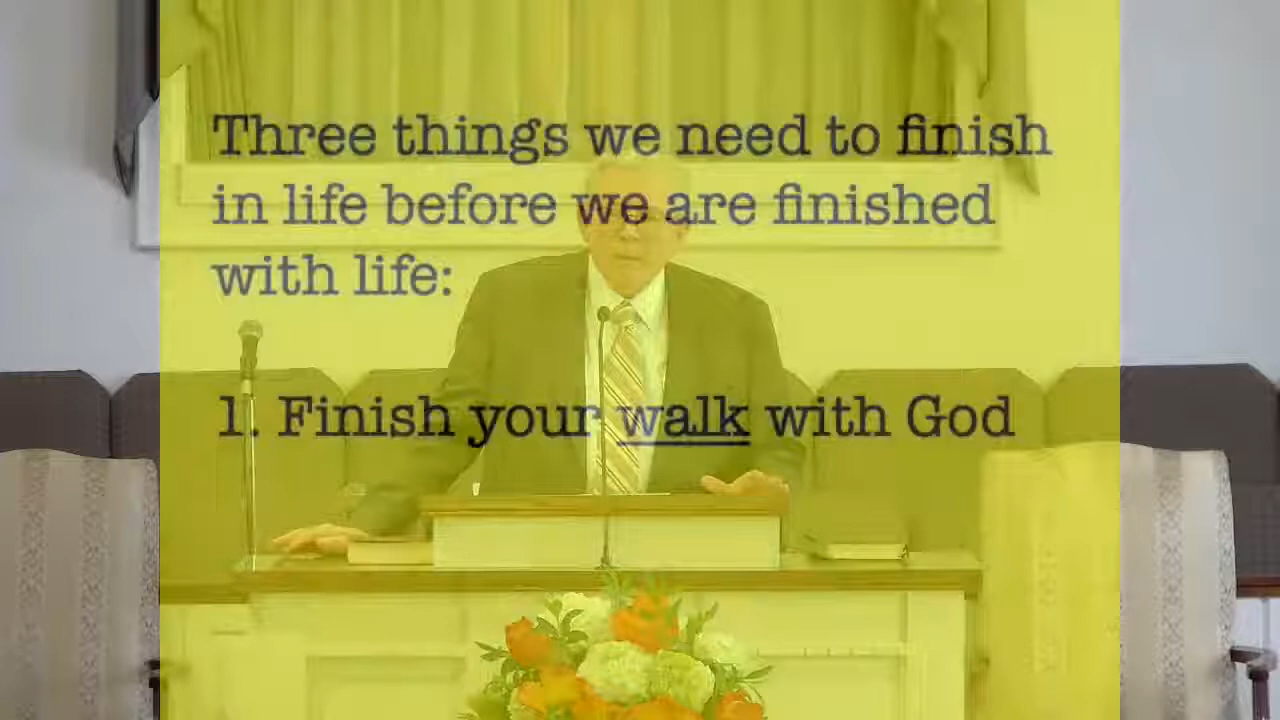 Three things we need to finish
in life before we are finished
with life:
1. Finish your walk with God